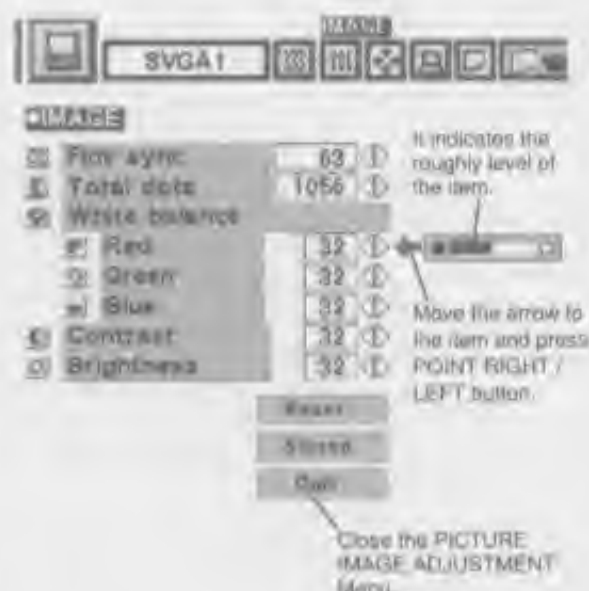 IMAGE
SVGA 1
IMAGE
Fine sync 63
Total dots 1056
White balance
Red 32
Green 32
Blue 32
Contrast 32
Brightness 32
It indicates the
roughly level of
the item.
Move the arrow to
the item and press
POINT RIGHT /
LEFT button.
Reset
Stored
Quit
Close the PICTURE
IMAGE ADJUSTMENT
Menu